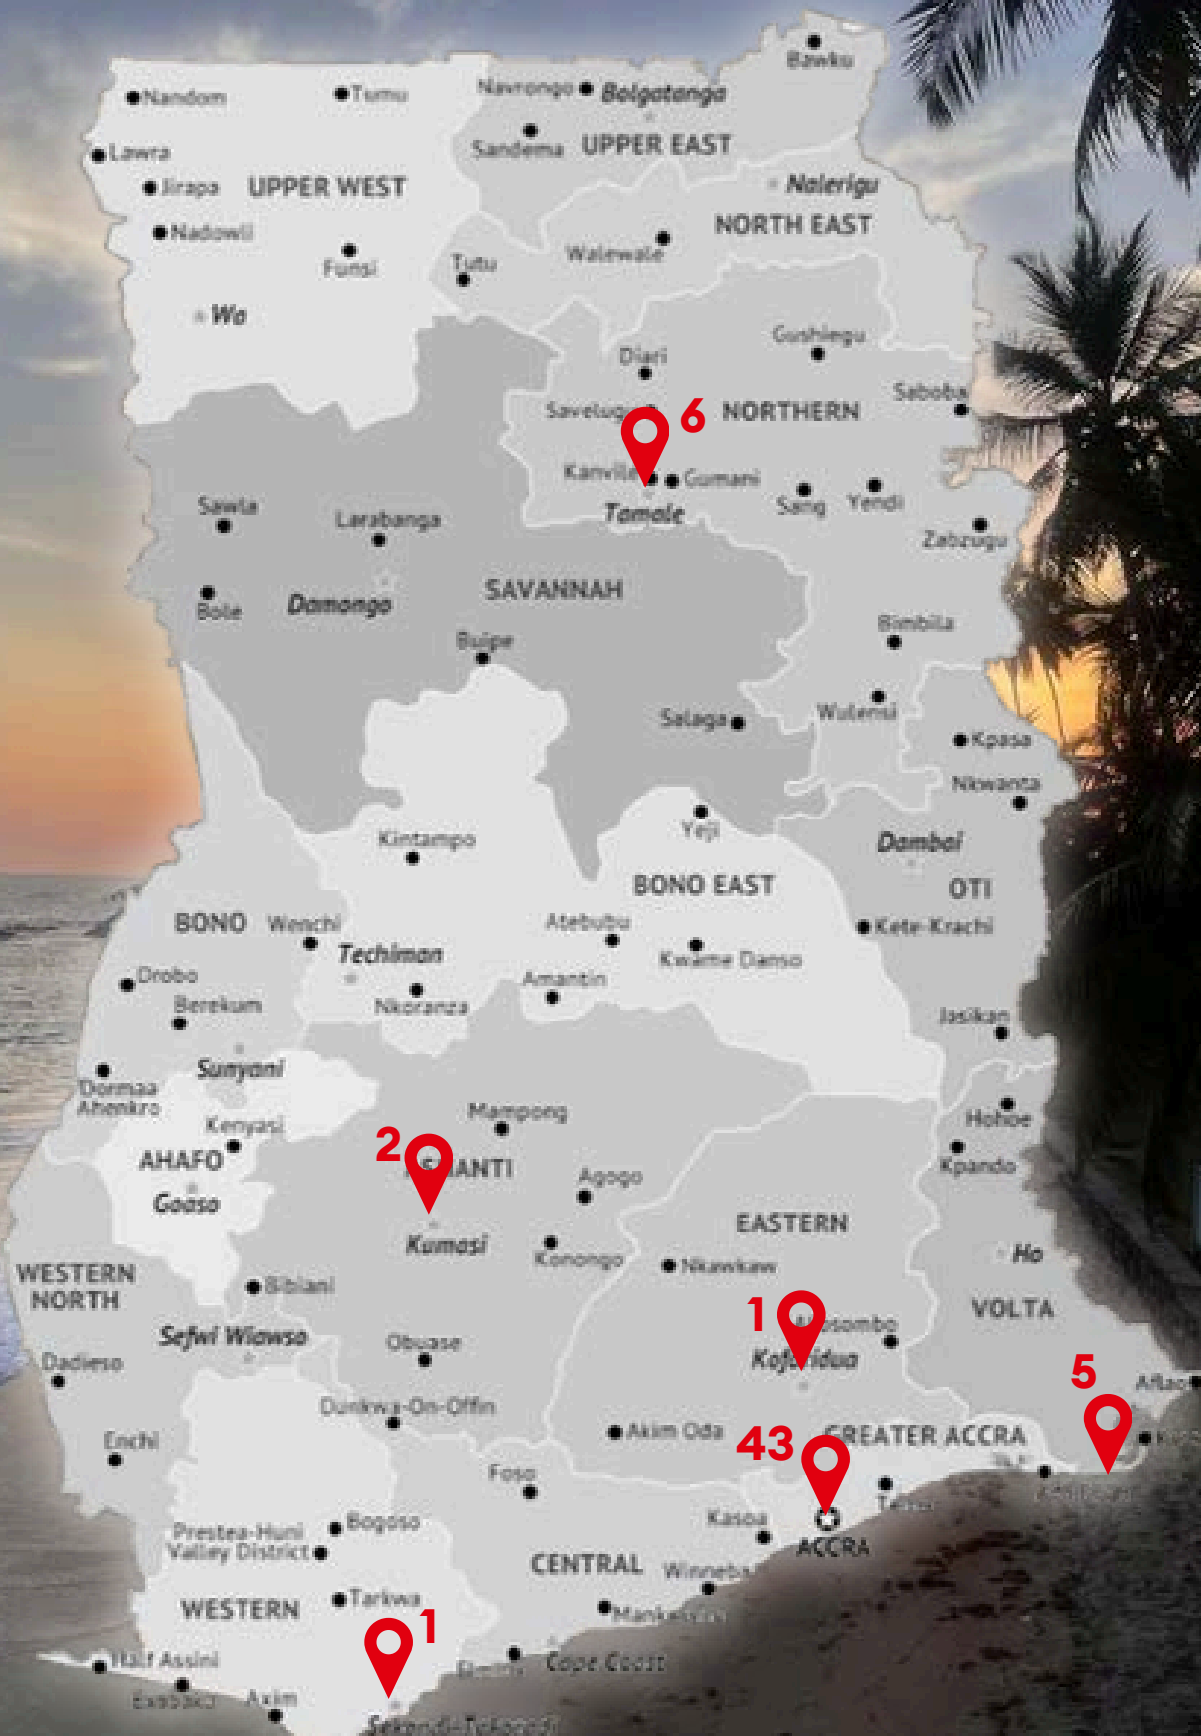 Bawku
Nandom
Tumu
Navrongo
Bolgatanga
Lawra
Sandema
UPPER EAST
Jirapa
UPPER WEST
Nalerigu
Nadowli
NORTH EAST
Walewale
Funsi
Tutu
Wa
Gushiegu
Diari
Saboba
6
NORTHERN
Gumani
Sang
Yendi
Tamale
Sawla
Larabanga
Zabzugu
SAVANNAH
Damongo
Bole
Bimbila
Buipe
Salaga
Wulensi
Kpasa
Nkwanta
Yeji
Kintampo
Dambai
BONO EAST
OTI
BONO
Wenchi
Atebubu
Kete-Krachi
Techiman
Kwame Danso
Drobo
Amantin
Berekum
Nkoranza
Jasikan
Sunyani
Dormaa
Ahenkro
Mampong
Hohoe
Kenyasi
2
AHAFO
Kpando
Agogo
Goaso
EASTERN
Kumasi
Ho
Konongo
Nkawkaw
WESTERN
NORTH
Bibiani
VOLTA
1
Sefwi Wiawso
Obuase
Dadieso
5
Aflao
Dunkwa-On-Offin
Akim Oda
GREATER ACCRA
43
Enchi
Foso
Kasoa
Bogoso
Prestea-Huni
Valley District
ACCRA
CENTRAL
Tarkwa
WESTERN
1
Half Assini
Cape Coast
Axim
Sekondi-Takoradi